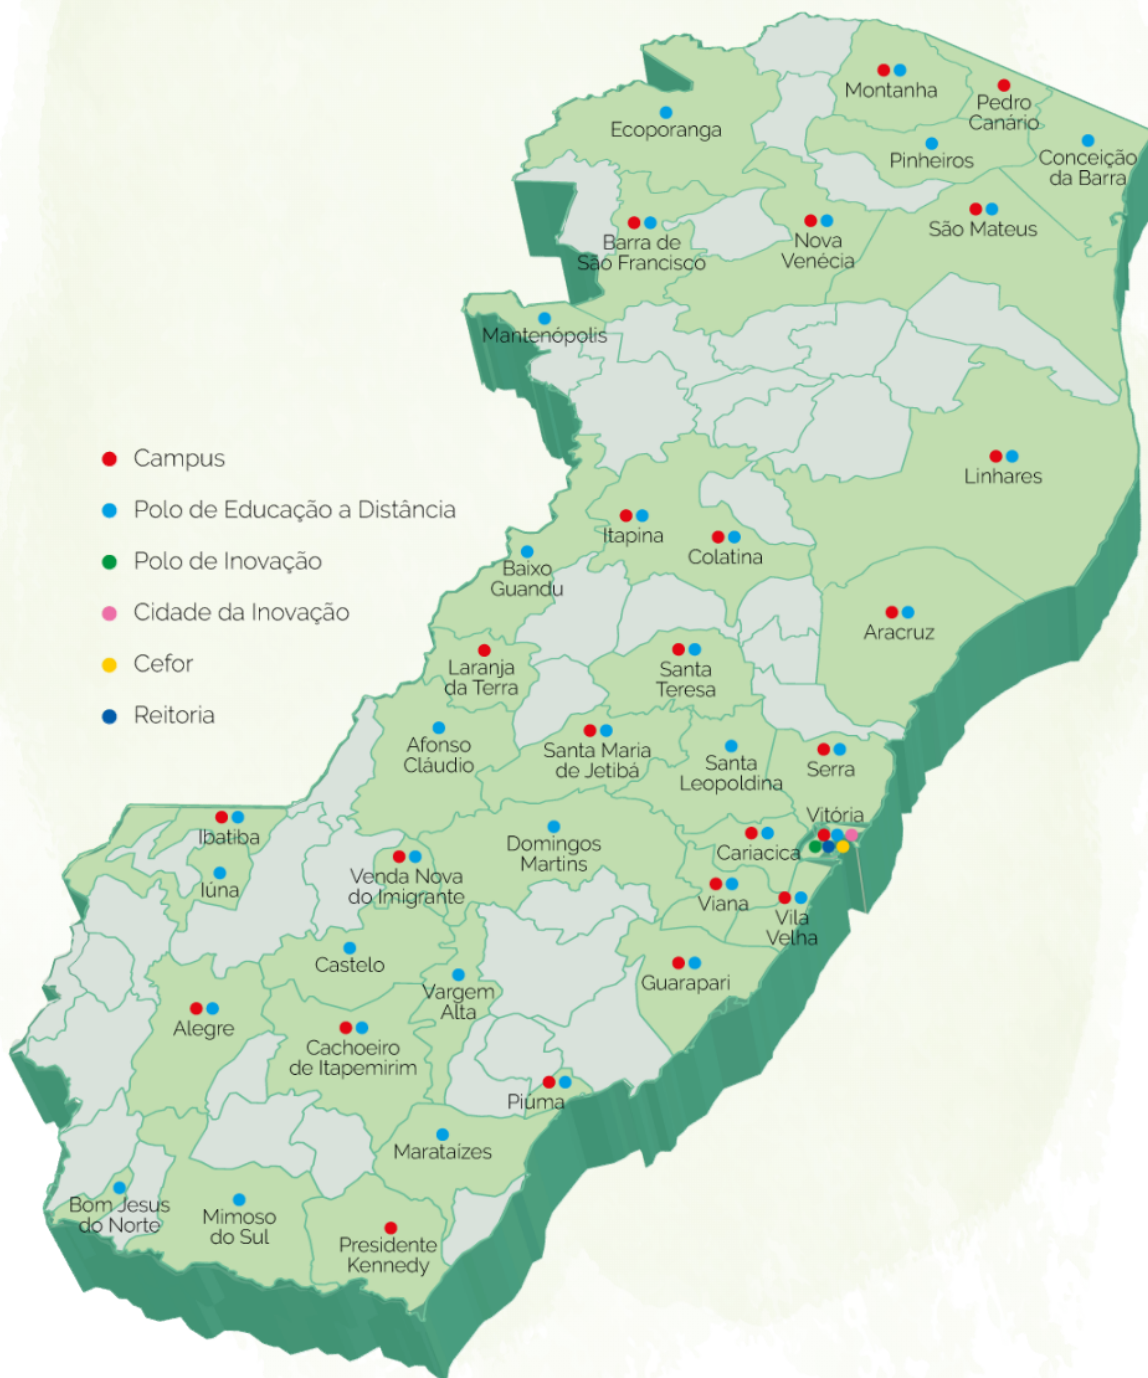 Montanha
Pedro
Canário
Ecoporanga
Pinheiros
Conceição
da Barra
São Mateus
Barra de
São Francisco
Nova
Venécia
Mantenópolis
Campus
Polo de Educação a Distância
Polo de Inovação
Cidade da Inovação
Cefor
Reitoria
Linhares
Itapina
Colatina
Baixo
Guandu
Aracruz
Laranja
da Terra
Santa
Teresa
Afonso
Cláudio
Santa Maria
de Jetibá
Santa
Leopoldina
Serra
Vitória
Ibatiba
Iúna
Venda Nova
do Imigrante
Domingos
Martins
Cariacica
Viana
Vila
Velha
Castelo
Vargem
Alta
Guarapari
Alegre
Cachoeiro
de Itapemirim
Piúma
Marataízes
Bom Jesus
do Norte
Mimoso
do Sul
Presidente
Kennedy